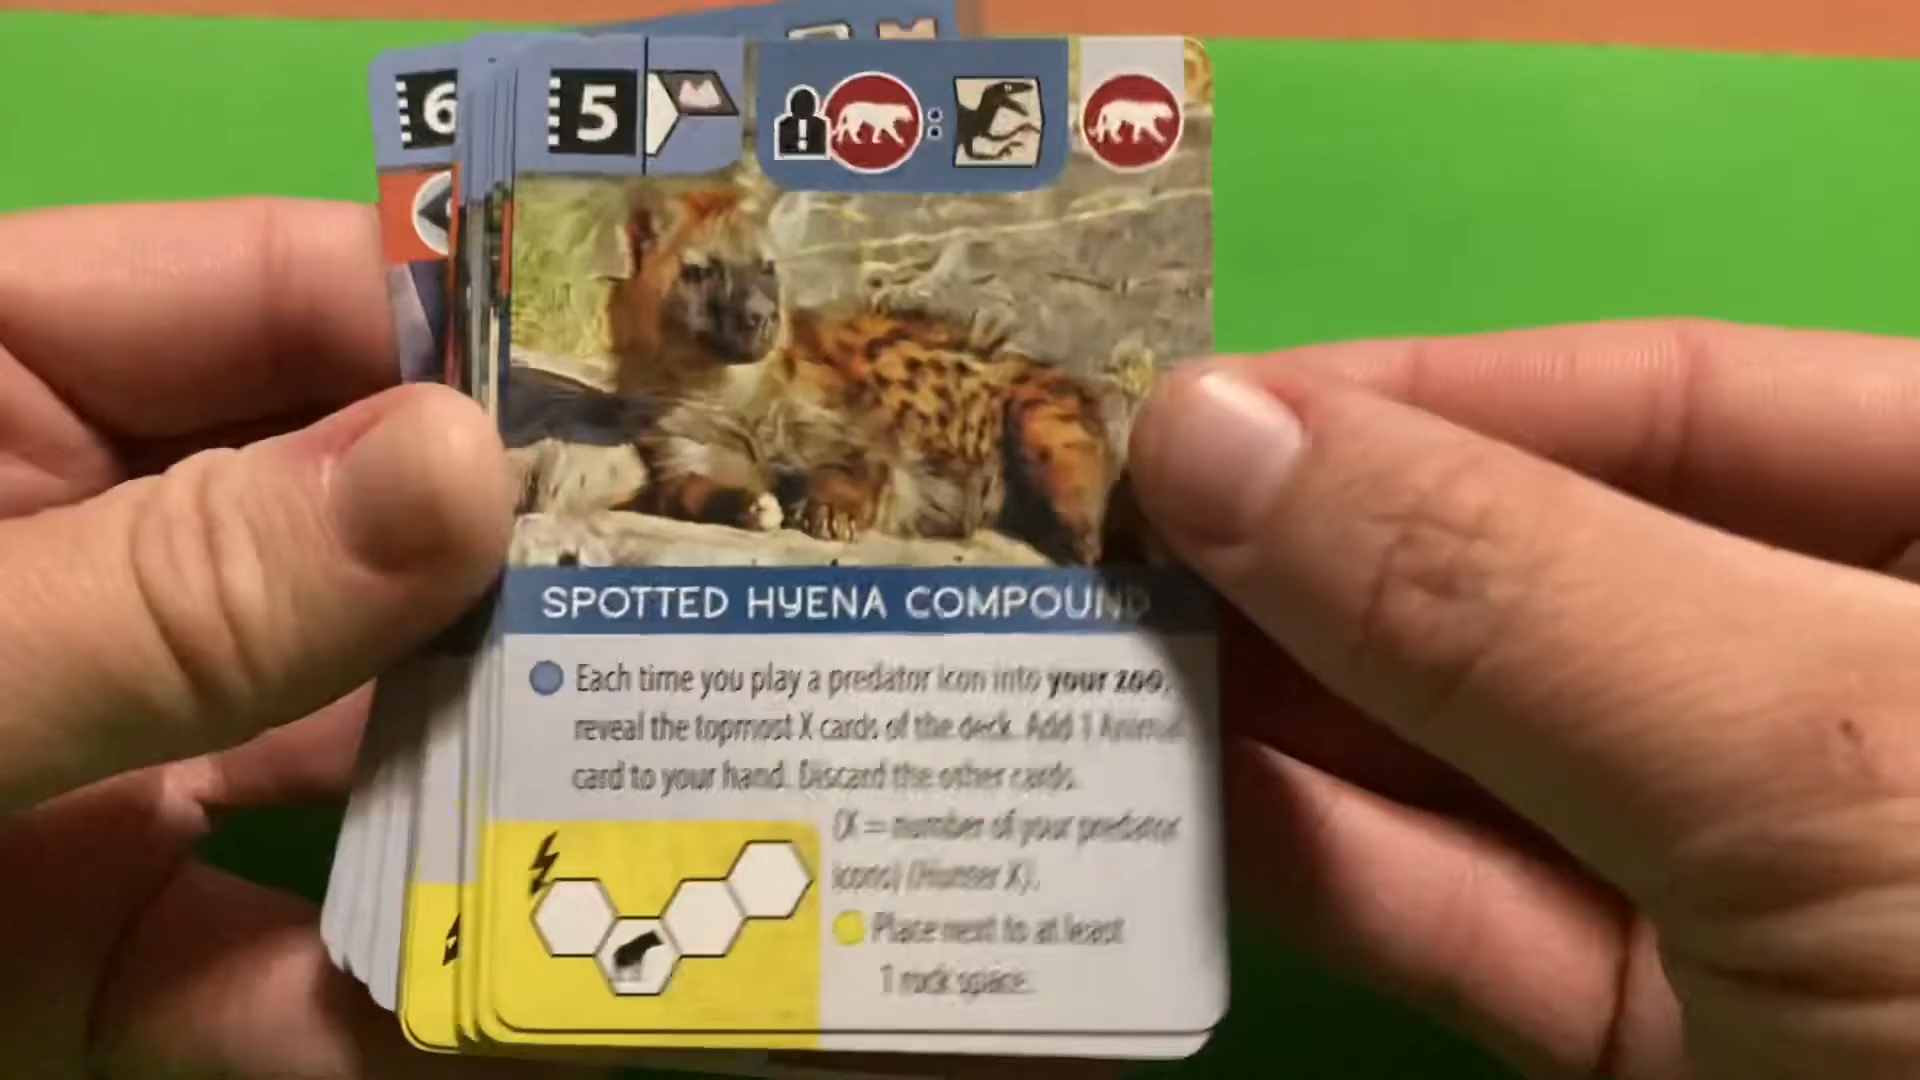 6
5
SPOTTED HYENA COMPOUND
Each time you play a predator icon into your zoo,
reveal the topmost X cards of the deck. Add 1 Animal
card to your hand. Discard the other cards.
(X = number of your predator
icons) (Hunter X).
Place next to at least
1 rock space.